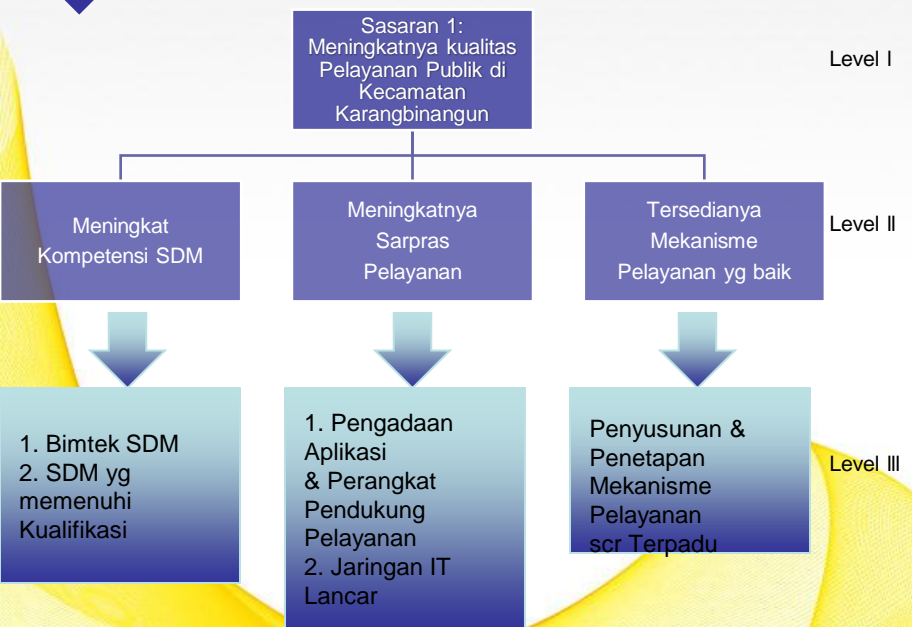 Sasaran 1:
Meningkatnya kualitas
Pelayanan Publik di
Kecamatan
Karangbinangun
Level I
Meningkat
Kompetensi SDM
Meningkatnya
Sarpras
Pelayanan
Tersedianya
Mekanisme
Pelayanan yg baik
Level II
1. Bimtek SDM
2. SDM yg
memenuhi
Kualifikasi
1. Pengadaan
Aplikasi
& Perangkat
Pendukung
Pelayanan
2. Jaringan IT
Lancar
Penyusunan &
Penetapan
Mekanisme
Pelayanan
scr Terpadu
Level III